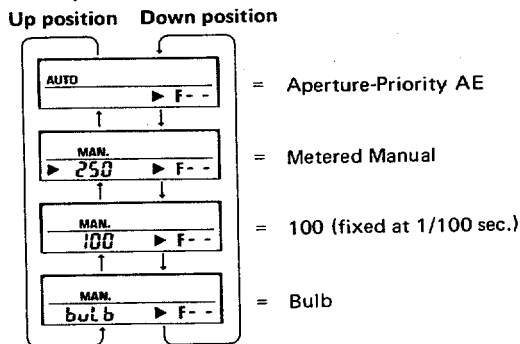 Up position Down position
AUTO
▶ F--
= Aperture-Priority AE
MAN.
▶ 250 ▶ F--
= Metered Manual
MAN.
100 ▶ F--
= 100 (fixed at 1/100 sec.)
MAN.
bulb ▶ F--
= Bulb